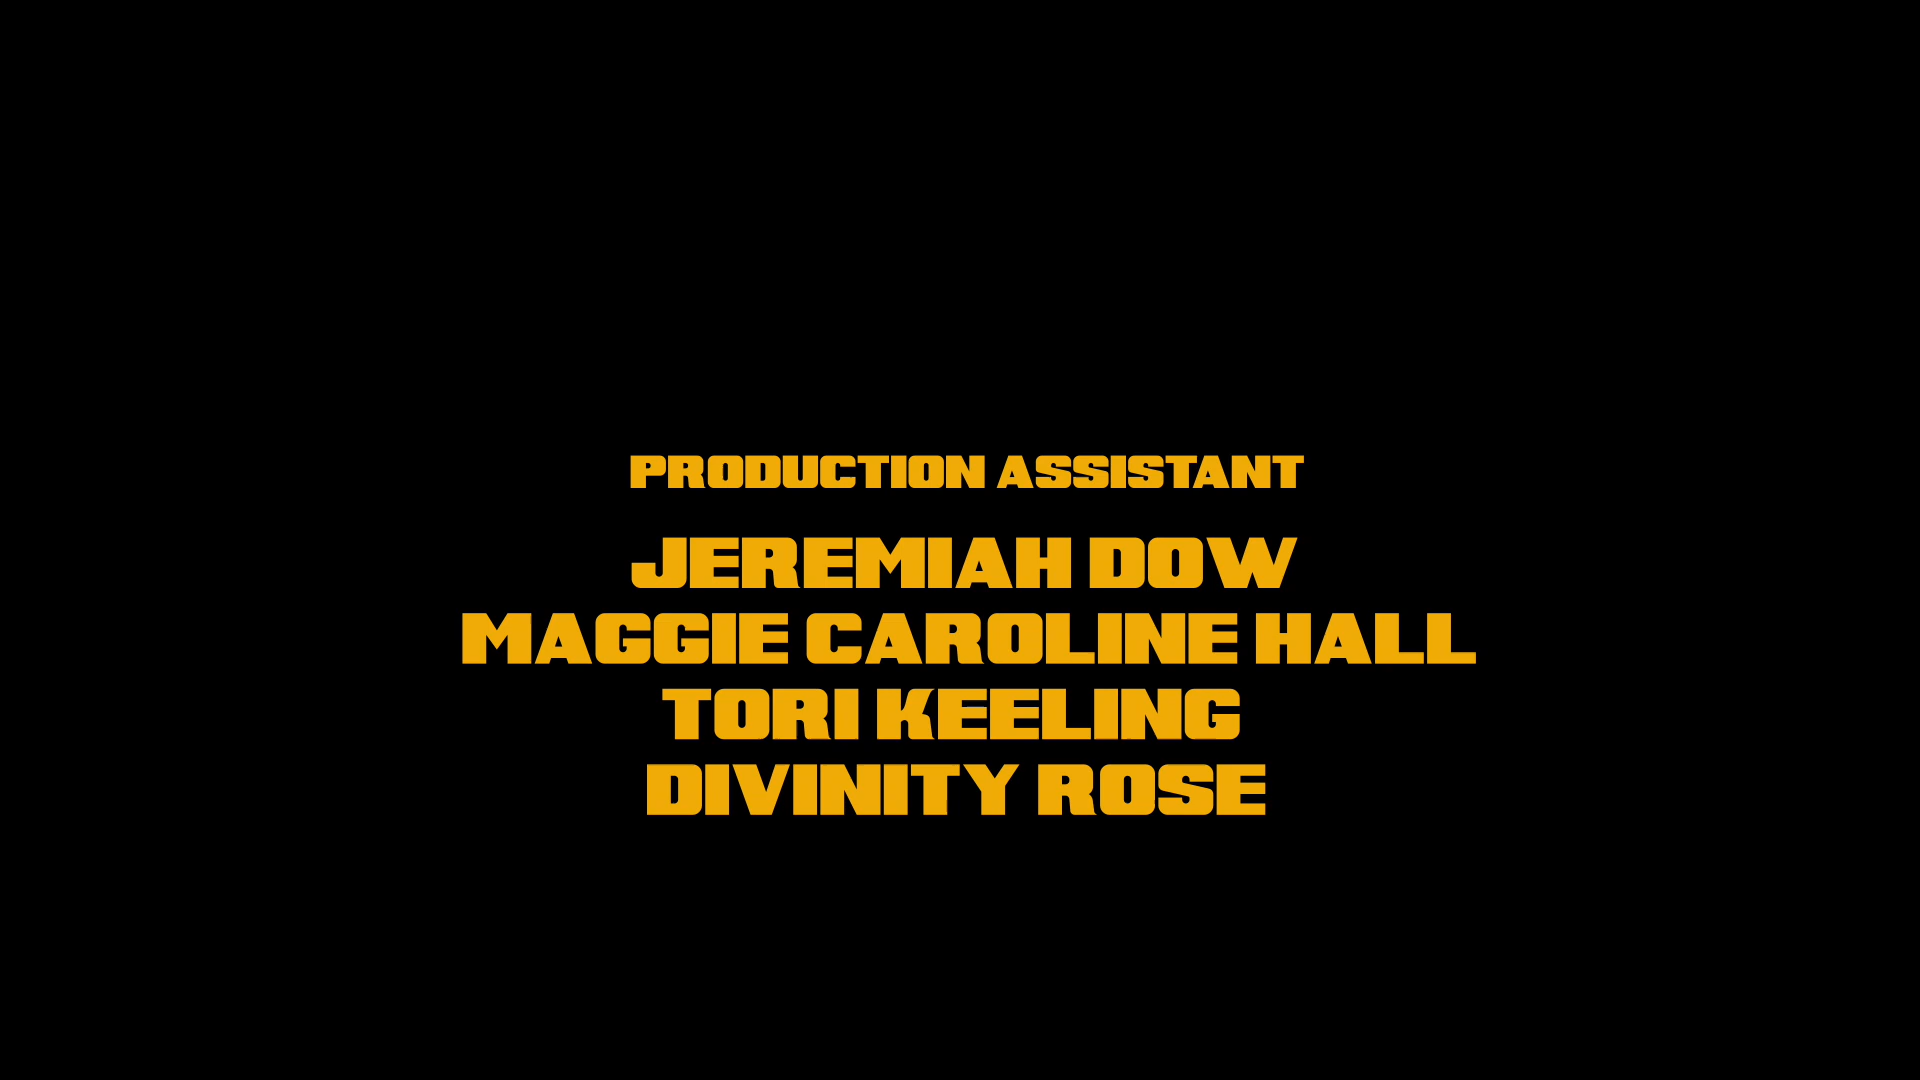 PRODUCTION ASSISTANT
JEREMIAH DOW
MAGGIE CAROLINE HALL
TORI KEELING
DIVINITY ROSE